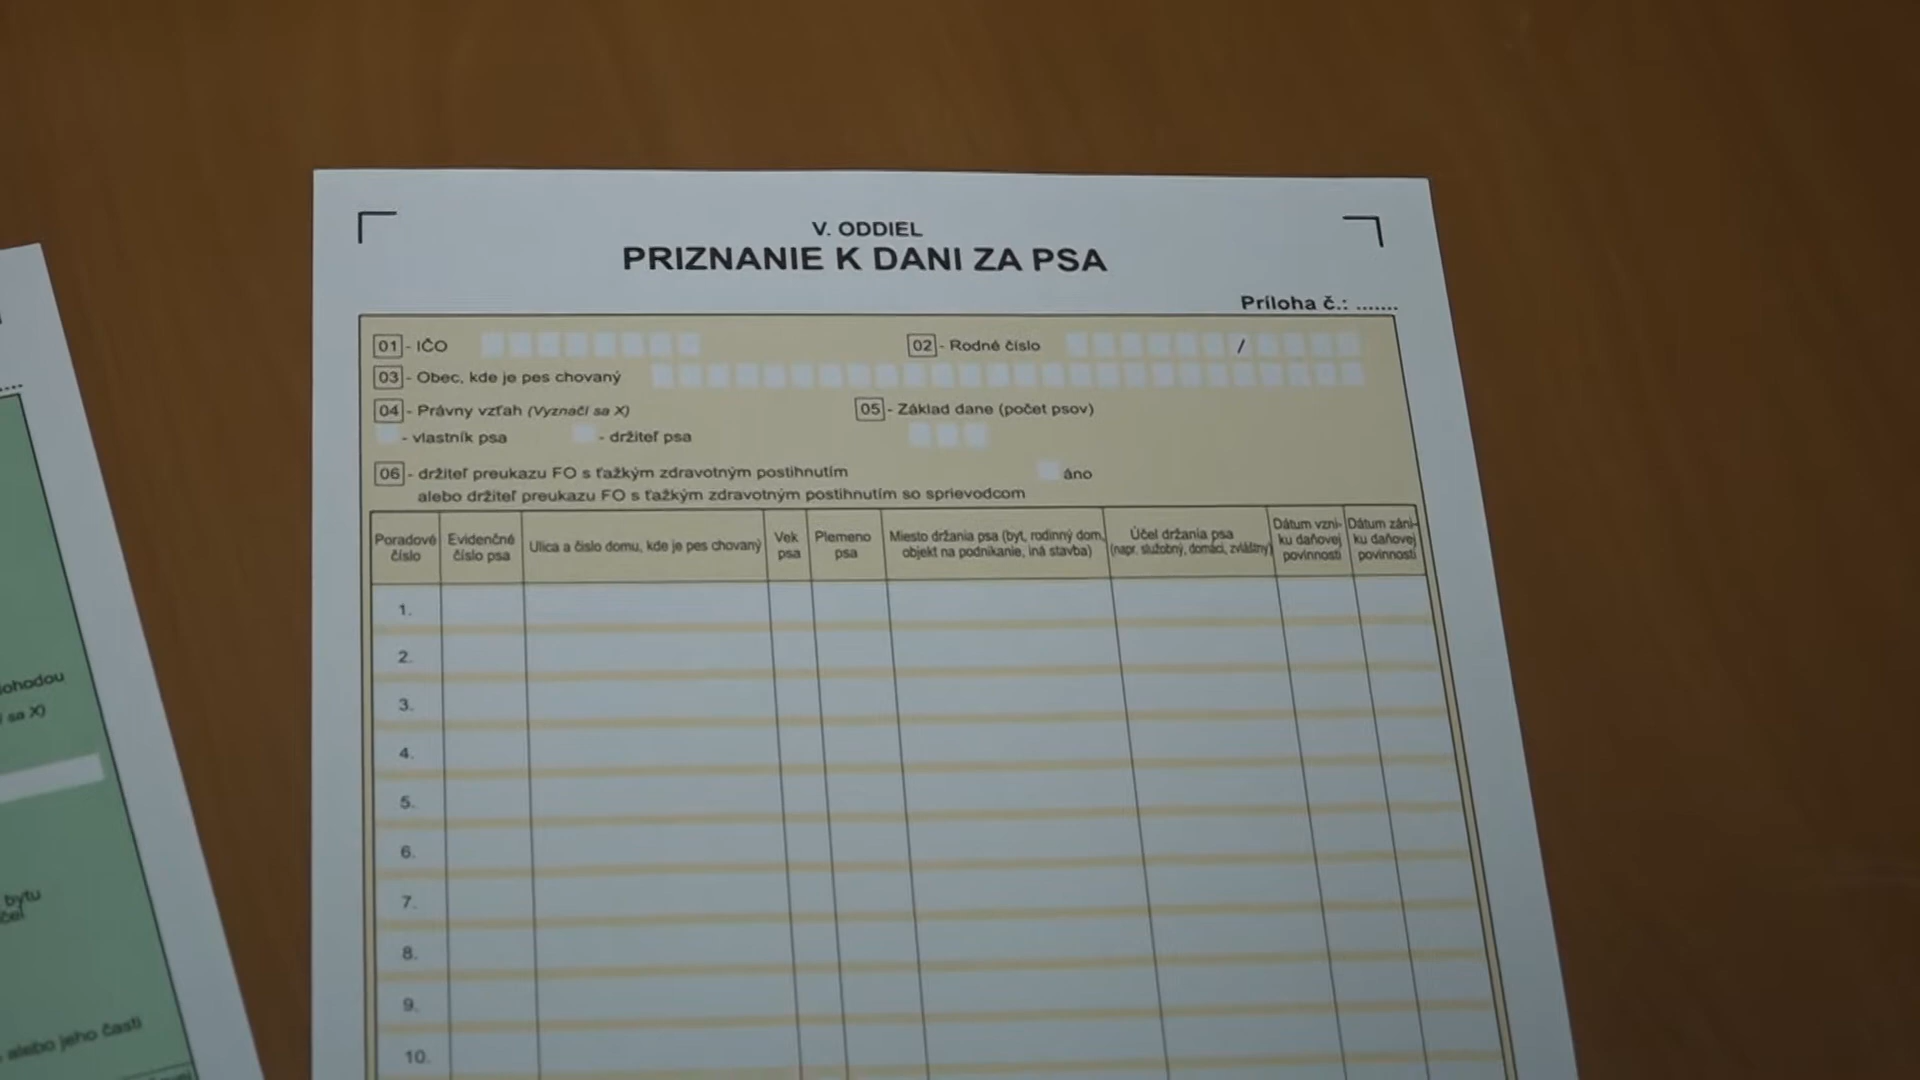 V. ODDIEL
PRIZNANIE K DANI ZA PSA
Príloha č.: .......
01 - IČO
02 - Rodné číslo /
03 - Obec, kde je pes chovaný
04 - Právny vzťah (Vyznačí sa X)
05 - Základ dane (počet psov)
- vlastník psa
- držiteľ psa
06 - držiteľ preukazu FO s ťažkým zdravotným postihnutím
áno
alebo držiteľ preukazu FO s ťažkým zdravotným postihnutím so sprievodcom
Poradové číslo
Evidenčné číslo psa
Ulica a číslo domu, kde je pes chovaný
Vek psa
Plemeno psa
Miesto držania psa (byt, rodinný dom, objekt na podnikanie, iná stavba)
Účel držania psa (napr. služobný, domáci, zvláštny)
Dátum vzni-
ku daňovej
povinnosti
Dátum záni-
ku daňovej
povinnosti
1.
2.
3.
4.
5.
6.
7.
8.
9.
10.
sa X)
bytu
alebo jeho časti